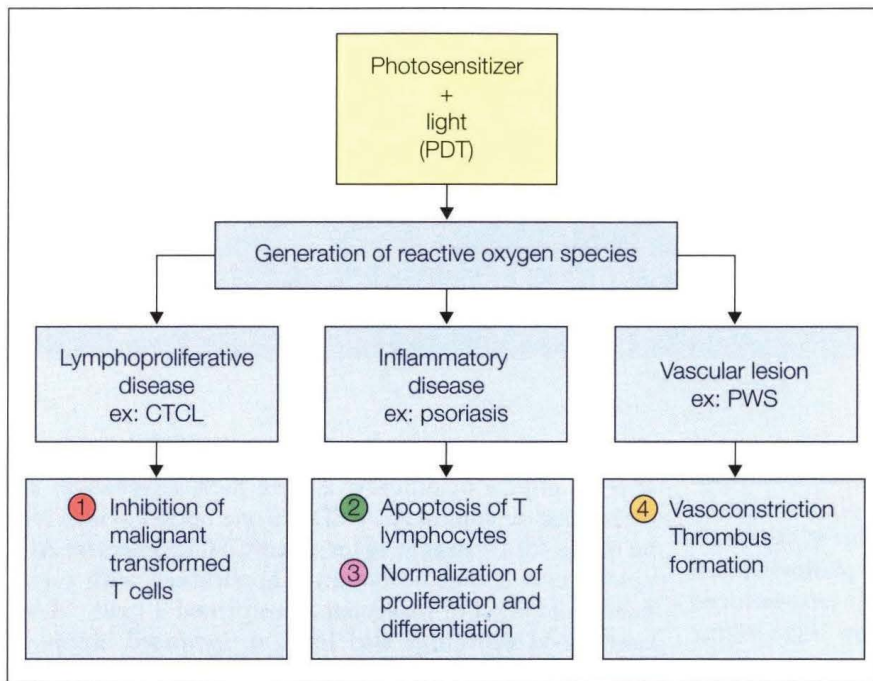 Photosensitizer
+
light
(PDT)
Generation of reactive oxygen species
Lymphoproliferative
disease
ex: CTCL
Inflammatory
disease
ex: psoriasis
Vascular lesion
ex: PWS
1 Inhibition of
malignant
transformed
T cells
2 Apoptosis of T
lymphocytes
3 Normalization of
proliferation and
differentiation
4 Vasoconstriction
Thrombus
formation